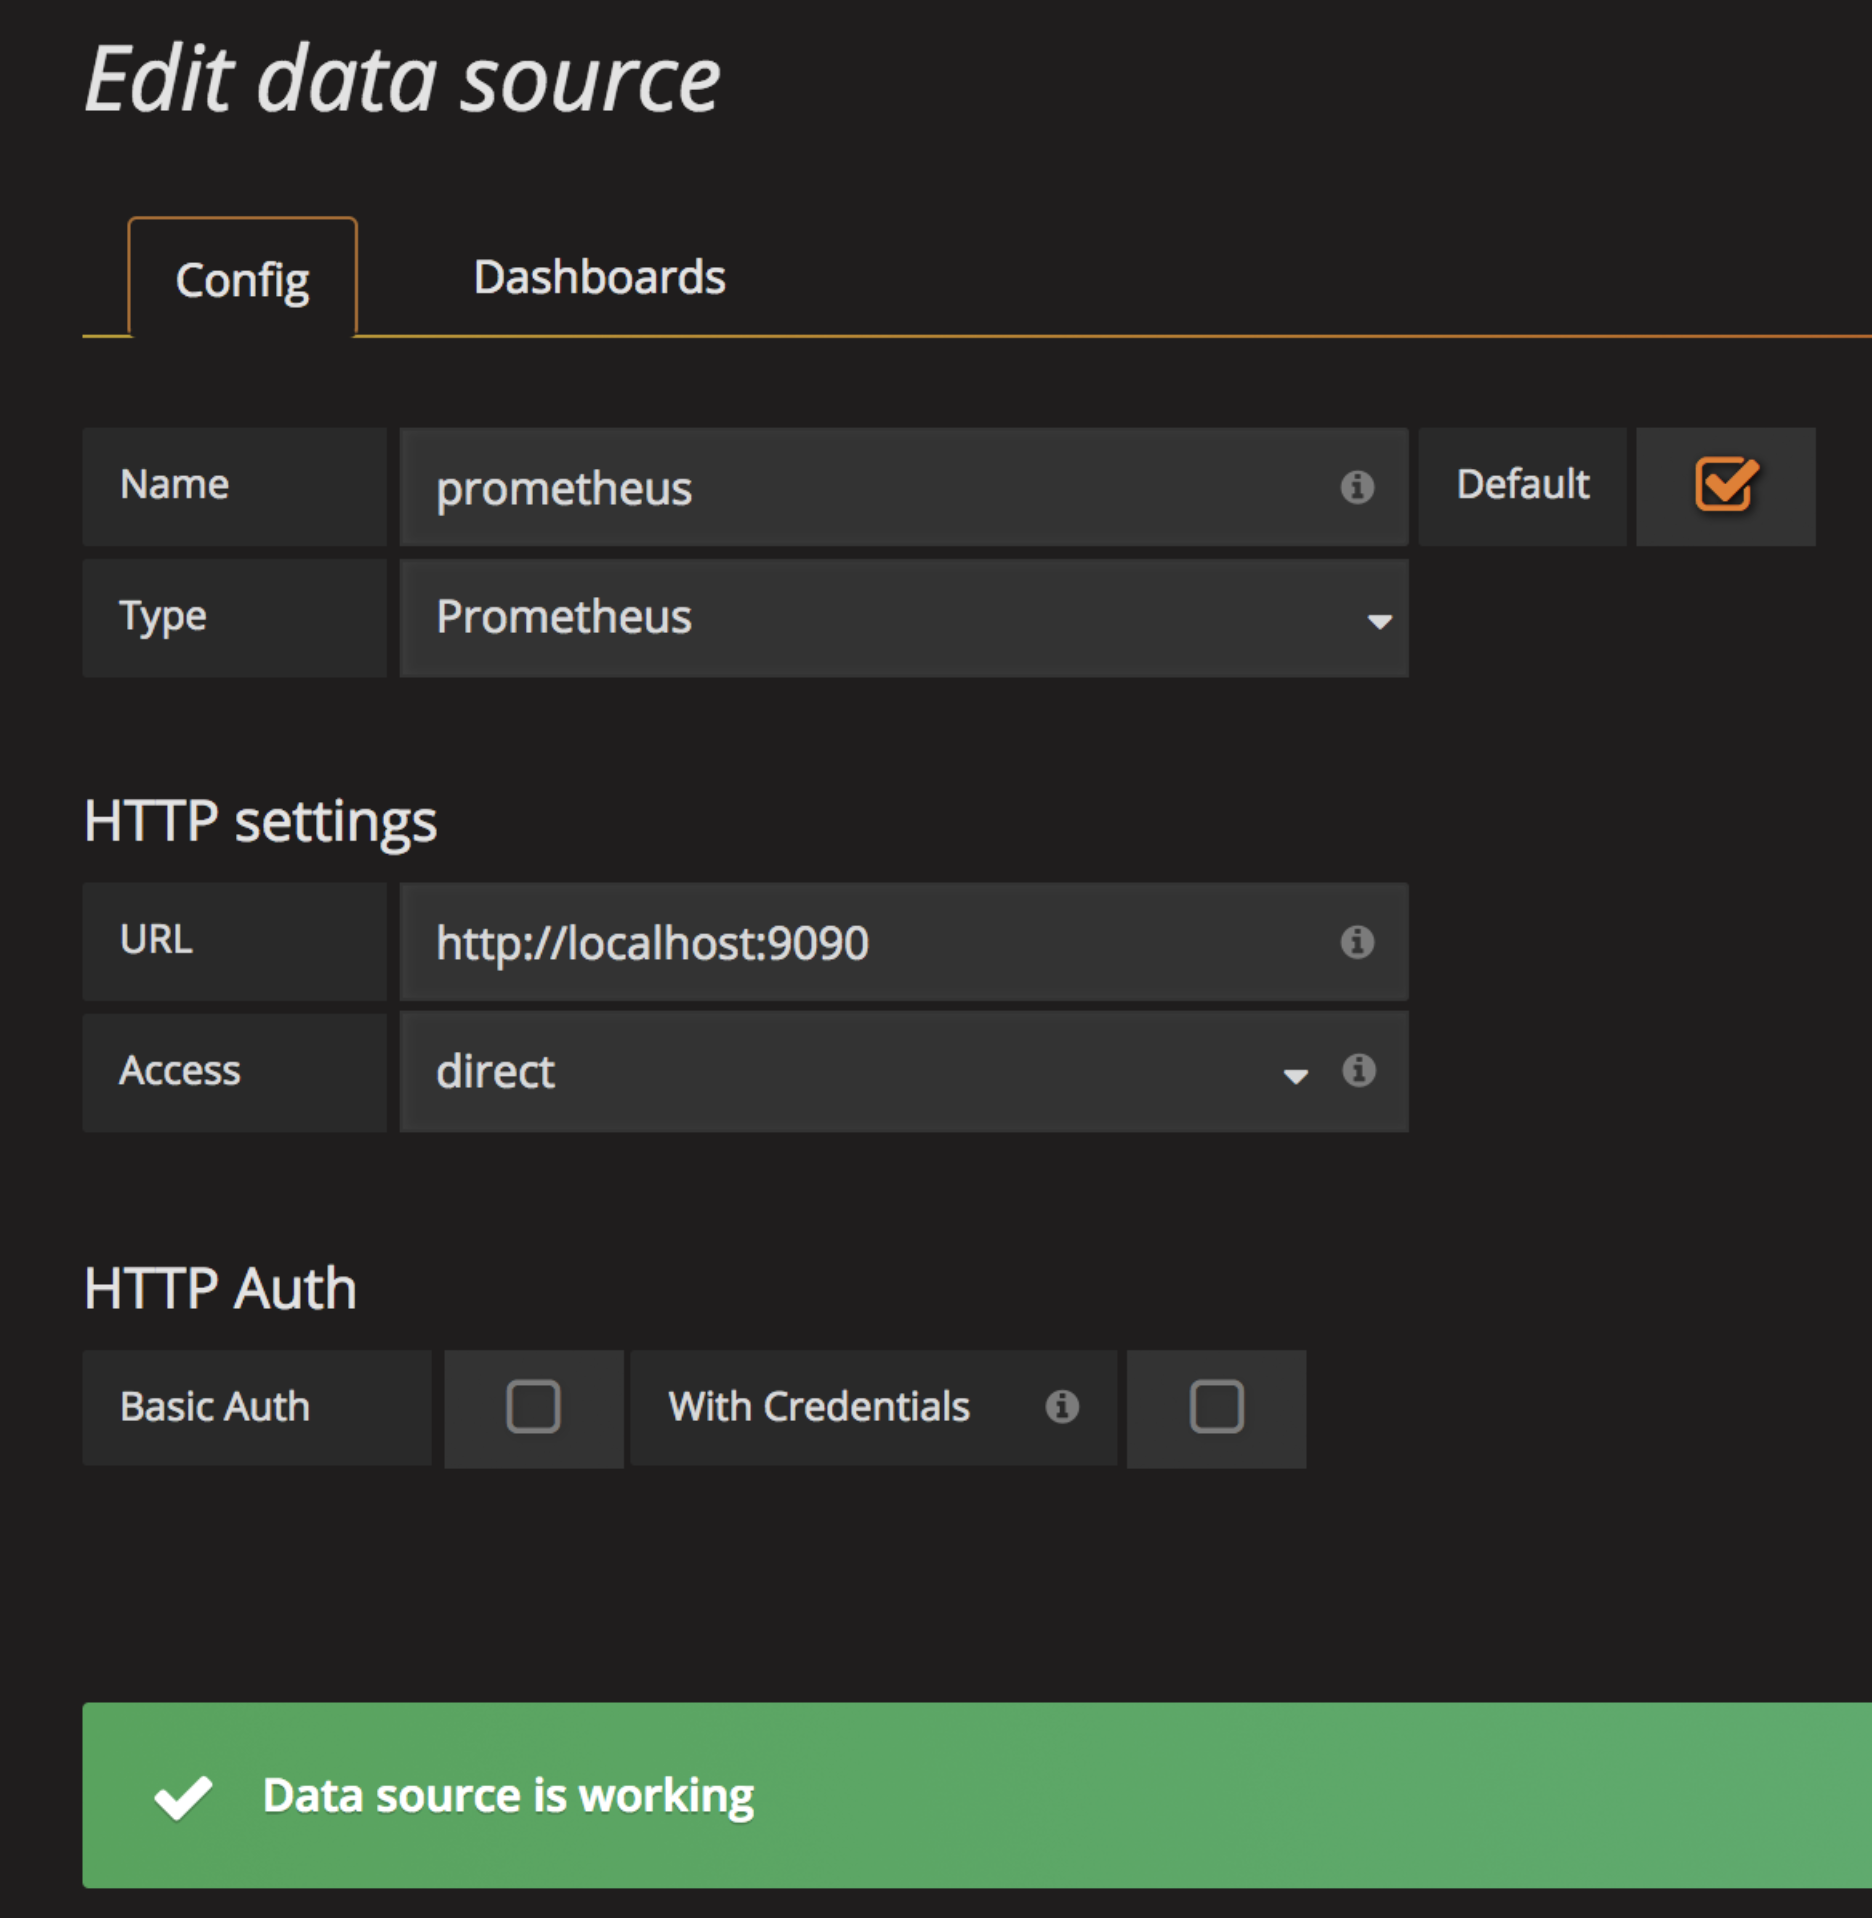 Edit data source
Config Dashboards
Name prometheus Default
Type Prometheus
HTTP settings
URL http://localhost:9090
Access direct
HTTP Auth
Basic Auth With Credentials
Data source is working